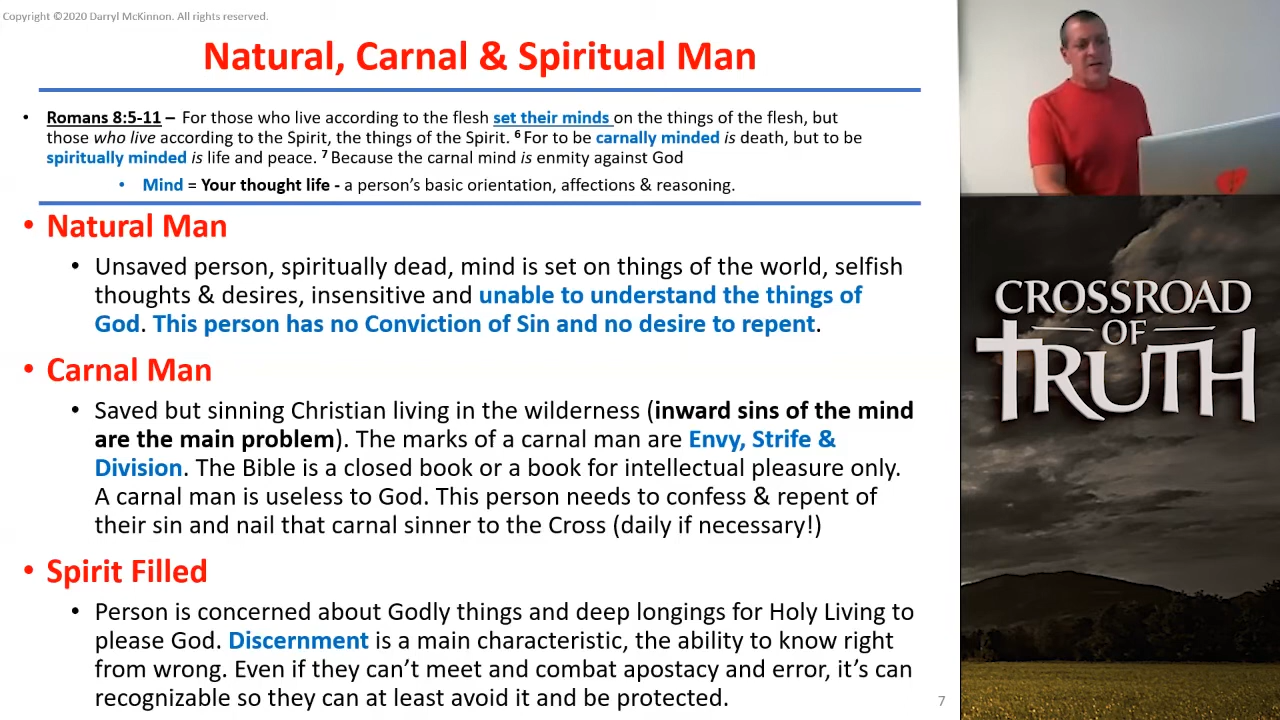 Copyright ©2020 Darryl McKinnon. All rights reserved.
Natural, Carnal & Spiritual Man
• Romans 8:5-11 – For those who live according to the flesh set their minds on the things of the flesh, but
those who live according to the Spirit, the things of the Spirit. ⁶ For to be carnally minded is death, but to be
spiritually minded is life and peace. ⁷ Because the carnal mind is enmity against God
• Mind = Your thought life - a person's basic orientation, affections & reasoning.
• Natural Man
• Unsaved person, spiritually dead, mind is set on things of the world, selfish
thoughts & desires, insensitive and unable to understand the things of
God. This person has no Conviction of Sin and no desire to repent.
• Carnal Man
• Saved but sinning Christian living in the wilderness (inward sins of the mind
are the main problem). The marks of a carnal man are Envy, Strife &
Division. The Bible is a closed book or a book for intellectual pleasure only.
A carnal man is useless to God. This person needs to confess & repent of
their sin and nail that carnal sinner to the Cross (daily if necessary!)
• Spirit Filled
• Person is concerned about Godly things and deep longings for Holy Living to
please God. Discernment is a main characteristic, the ability to know right
from wrong. Even if they can't meet and combat apostacy and error, it's can
recognizable so they can at least avoid it and be protected.
7
CROSSROAD
OF
TRUTH